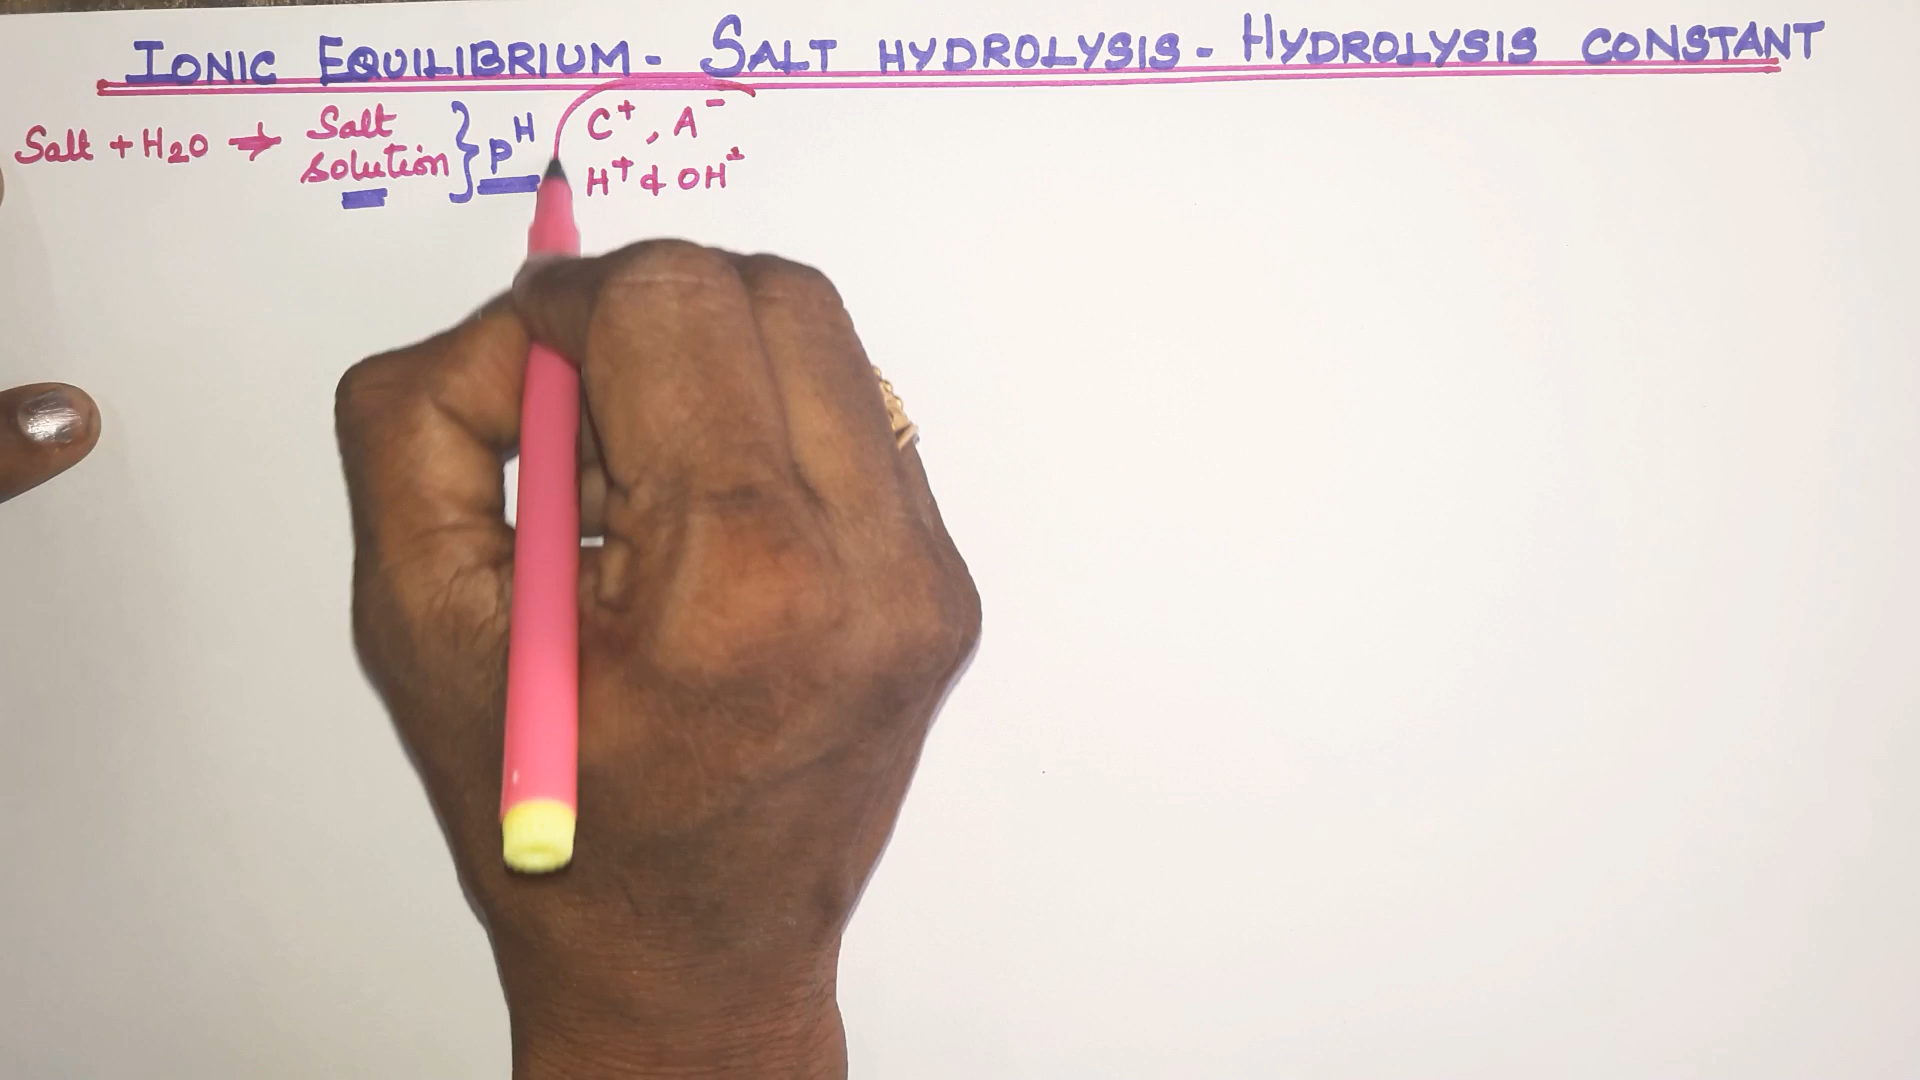 IONIC EQUILIBRIUM - SALT HYDROLYSIS - HYDROLYSIS CONSTANT
Salt + H2O → Salt solution } pH C⁺, A⁻
H⁺ & OH⁻